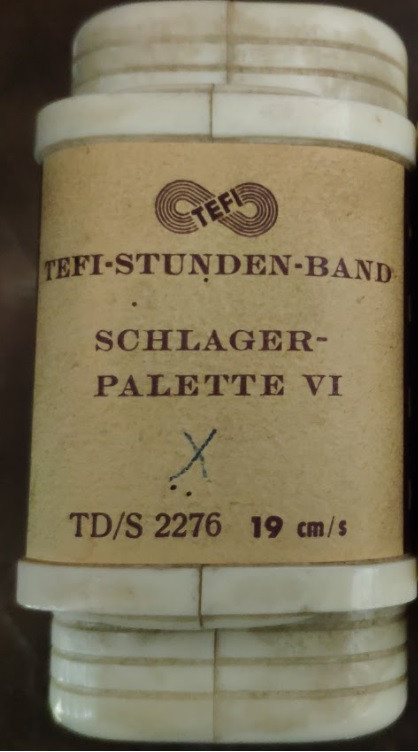 TEFI
TEFI-STUNDEN-BAND
SCHLAGER-
PALETTE VI
X
TD/S 2276 19 cm/s